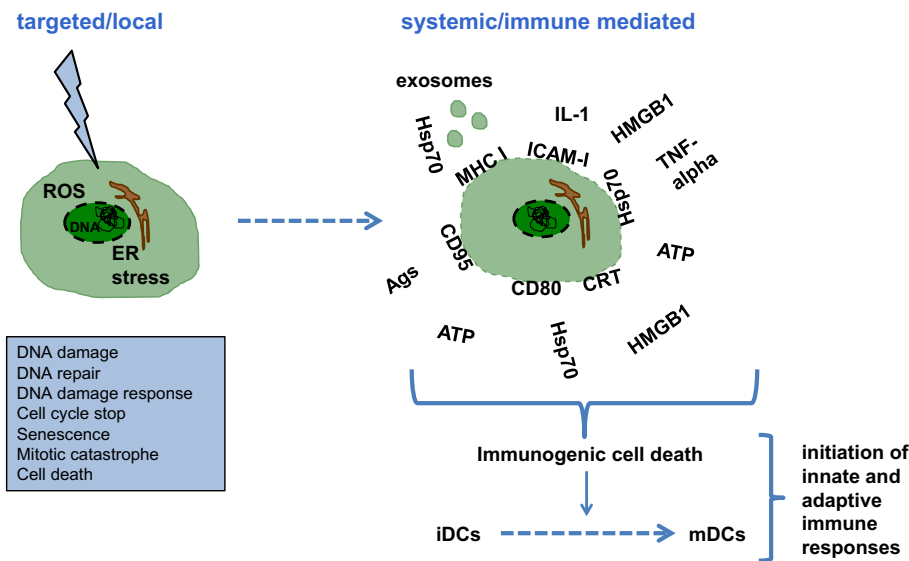 targeted/local
systemic/immune mediated
exosomes
IL-1
HMGB1
Hsp70
MHC I
ICAM-I
TNF-
alpha
Hsp70
ROS
DNA
ER
stress
CD95
Ags
ATP
CD80
CRT
ATP
Hsp70
HMGB1
DNA damage
DNA repair
DNA damage response
Cell cycle stop
Senescence
Mitotic catastrophe
Cell death
Immunogenic cell death
iDCs
mDCs
initiation of
innate and
adaptive
immune
responses